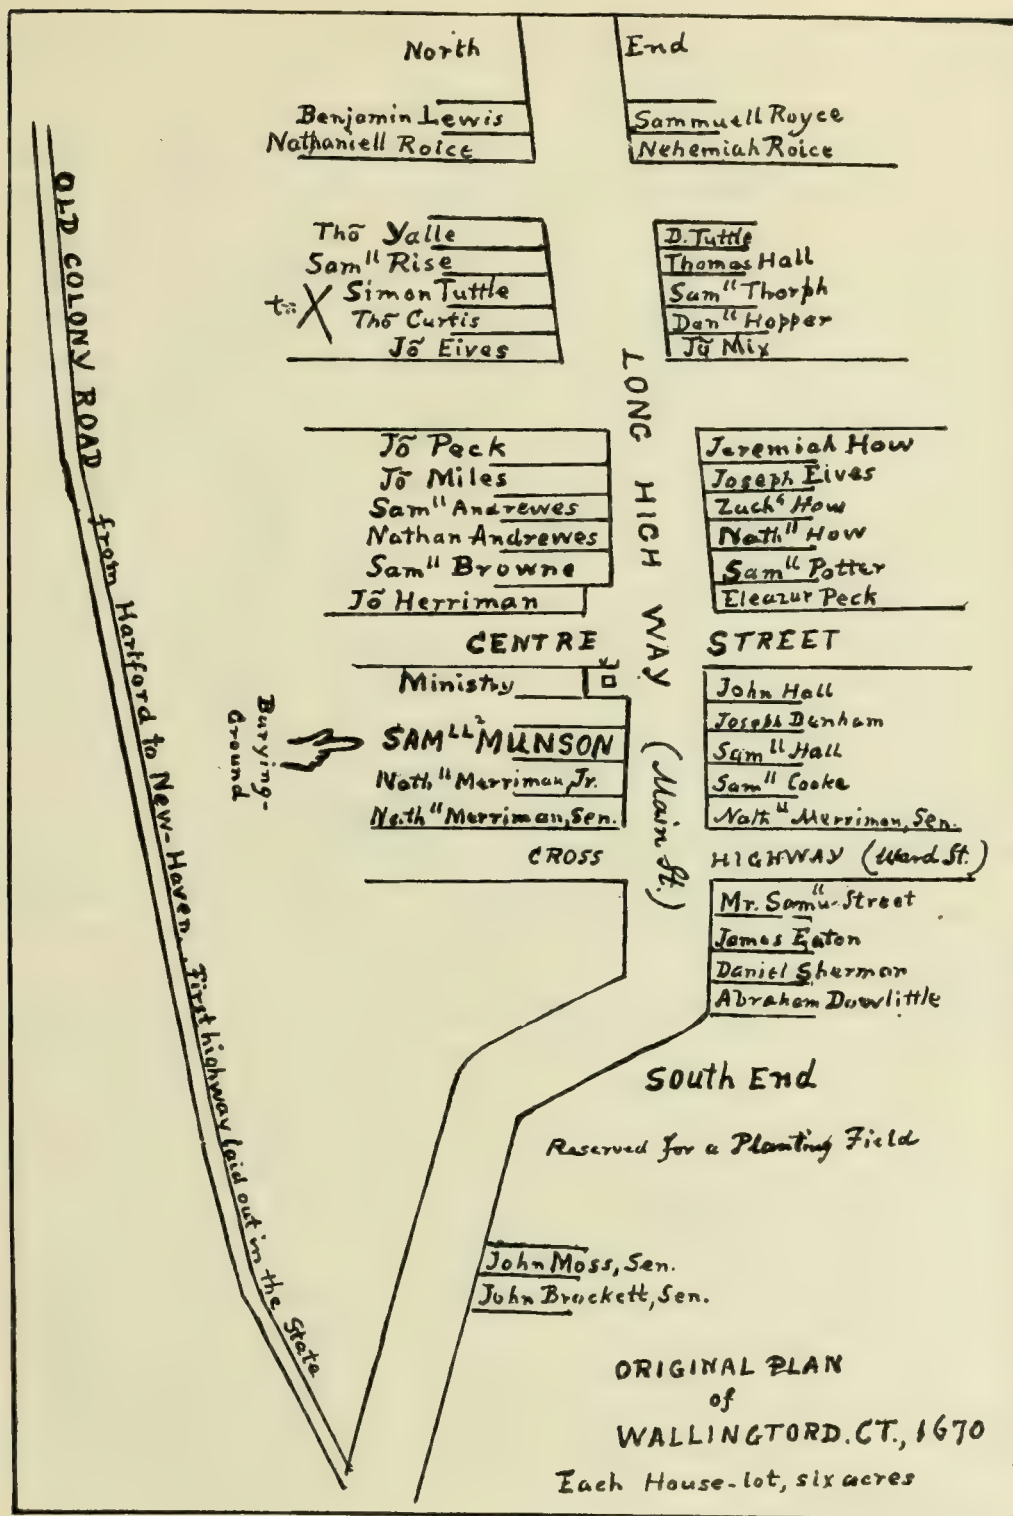 North End
Benjamin Lewis
Nathaniell Roice
Sammuell Royce
Nehemiah Roice
Thō Yalle
Samll Rise
Simon Tuttle
Thō Curtis
Jō Eives
D. Tuttle
Thomas Hall
Samll Thorph
Danll Hopper
Jō Mix
OLD COLONY ROAD from Hartford to New-Haven. First highway laid out in the State
LONG HIGH WAY (Main St.)
Jō Peck
Jō Miles
Samll Andrewes
Nathan Andrewes
Samll Browne
Jō Herriman
Jeremiah How
Joseph Eives
Zucha How
Nathll How
Samll Potter
Eleazur Peck
CENTRE STREET
Ministry
SAMLL2 MUNSON
Nathll Merriman, Jr.
Nathll Merriman, Sen.
Burying-
Ground
John Hall
Joseph Dunham
Samll Hall
Samll Cooke
Nathll Merriman, Sen.
CROSS HIGHWAY (Ward St.)
Mr. Samll Street
James Eaton
Daniel Sherman
Abraham Dowlittle
South End
Reserved for a Planting Field
John Moss, Sen.
John Brockett, Sen.
ORIGINAL PLAN
of
WALLINGTORD. CT., 1670
Each House-lot, six acres